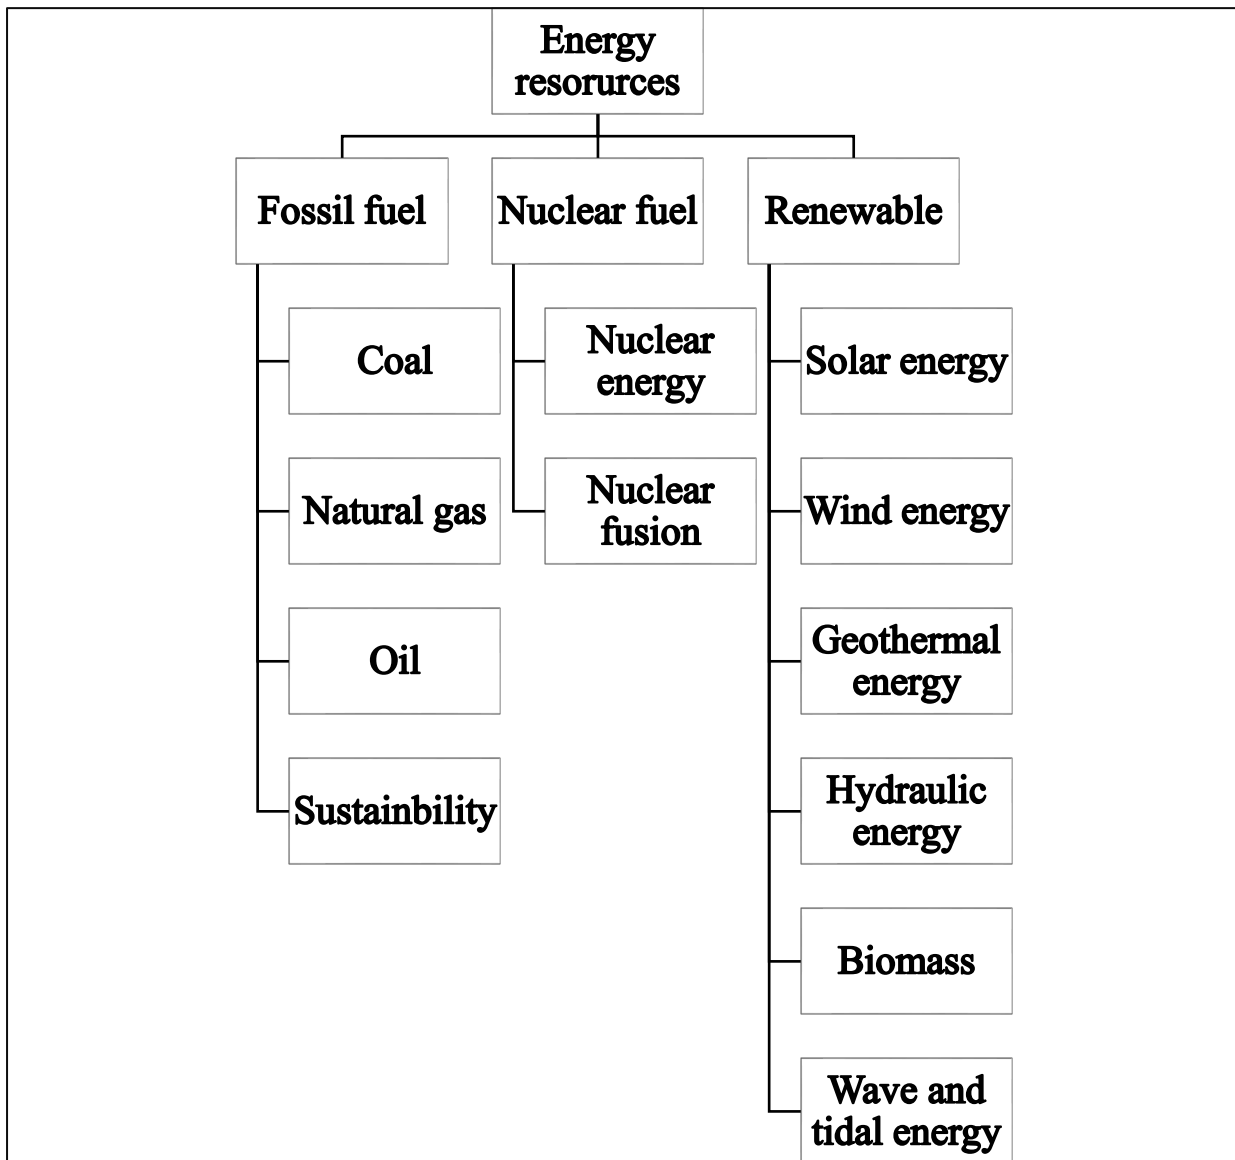 Energy
resorurces
Fossil fuel
Nuclear fuel
Renewable
Coal
Nuclear
energy
Solar energy
Natural gas
Nuclear
fusion
Wind energy
Oil
Geothermal
energy
Sustainbility
Hydraulic
energy
Biomass
Wave and
tidal energy